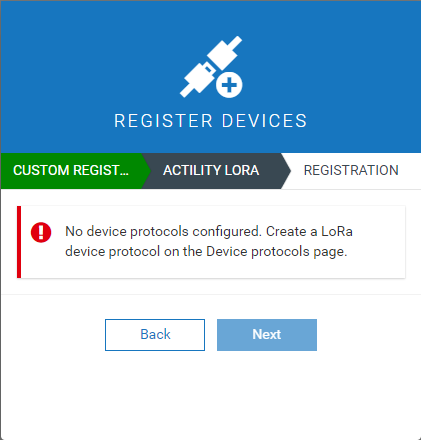 REGISTER DEVICES
CUSTOM REGIST...
ACTILITY LORA
REGISTRATION
No device protocols configured. Create a LoRa
device protocol on the Device protocols page.
Back
Next